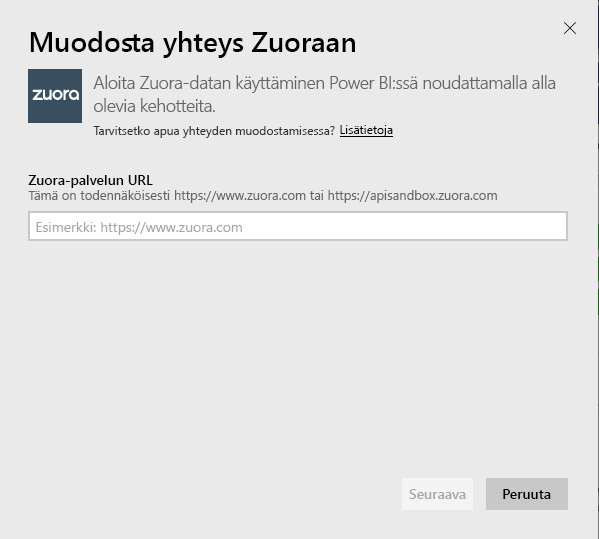 Muodosta yhteys Zuoraan
zuora
Aloita Zuora-datan käyttäminen Power BI:ssä noudattamalla alla
olevia kehotteita.
Tarvitsetko apua yhteyden muodostamisessa? Lisätietoja
Zuora-palvelun URL
Tämä on todennäköisesti https://www.zuora.com tai https://apisandbox.zuora.com
Esimerkki: https://www.zuora.com
Seuraava Peruuta